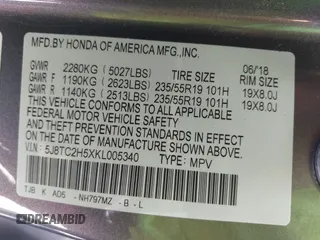 MFD.BY HONDA OF AMERICA MFG.,INC.
GVWR 2280KG (5027LBS) TIRE SIZE 06/18 RIM SIZE
GAWR F 1190KG (2623LBS) 235/55R19 101H 19X8.0J
GAWR R 1140KG (2513LBS) 235/55R19 101H 19X8.0J
THIS VEHICLE CONFORMS TO ALL APPLICABLE
FEDERAL MOTOR VEHICLE SAFETY, BUMPER,
AND THEFT PREVENTION STANDARDS IN EFFECT ON THE
DATE OF MANUFACTURE SHOWN ABOVE.
VIN: 5J8TC2H5XKL005340 TYPE: MPV
TJB K AD5 -NH797MZ -B-L
DREAMBID